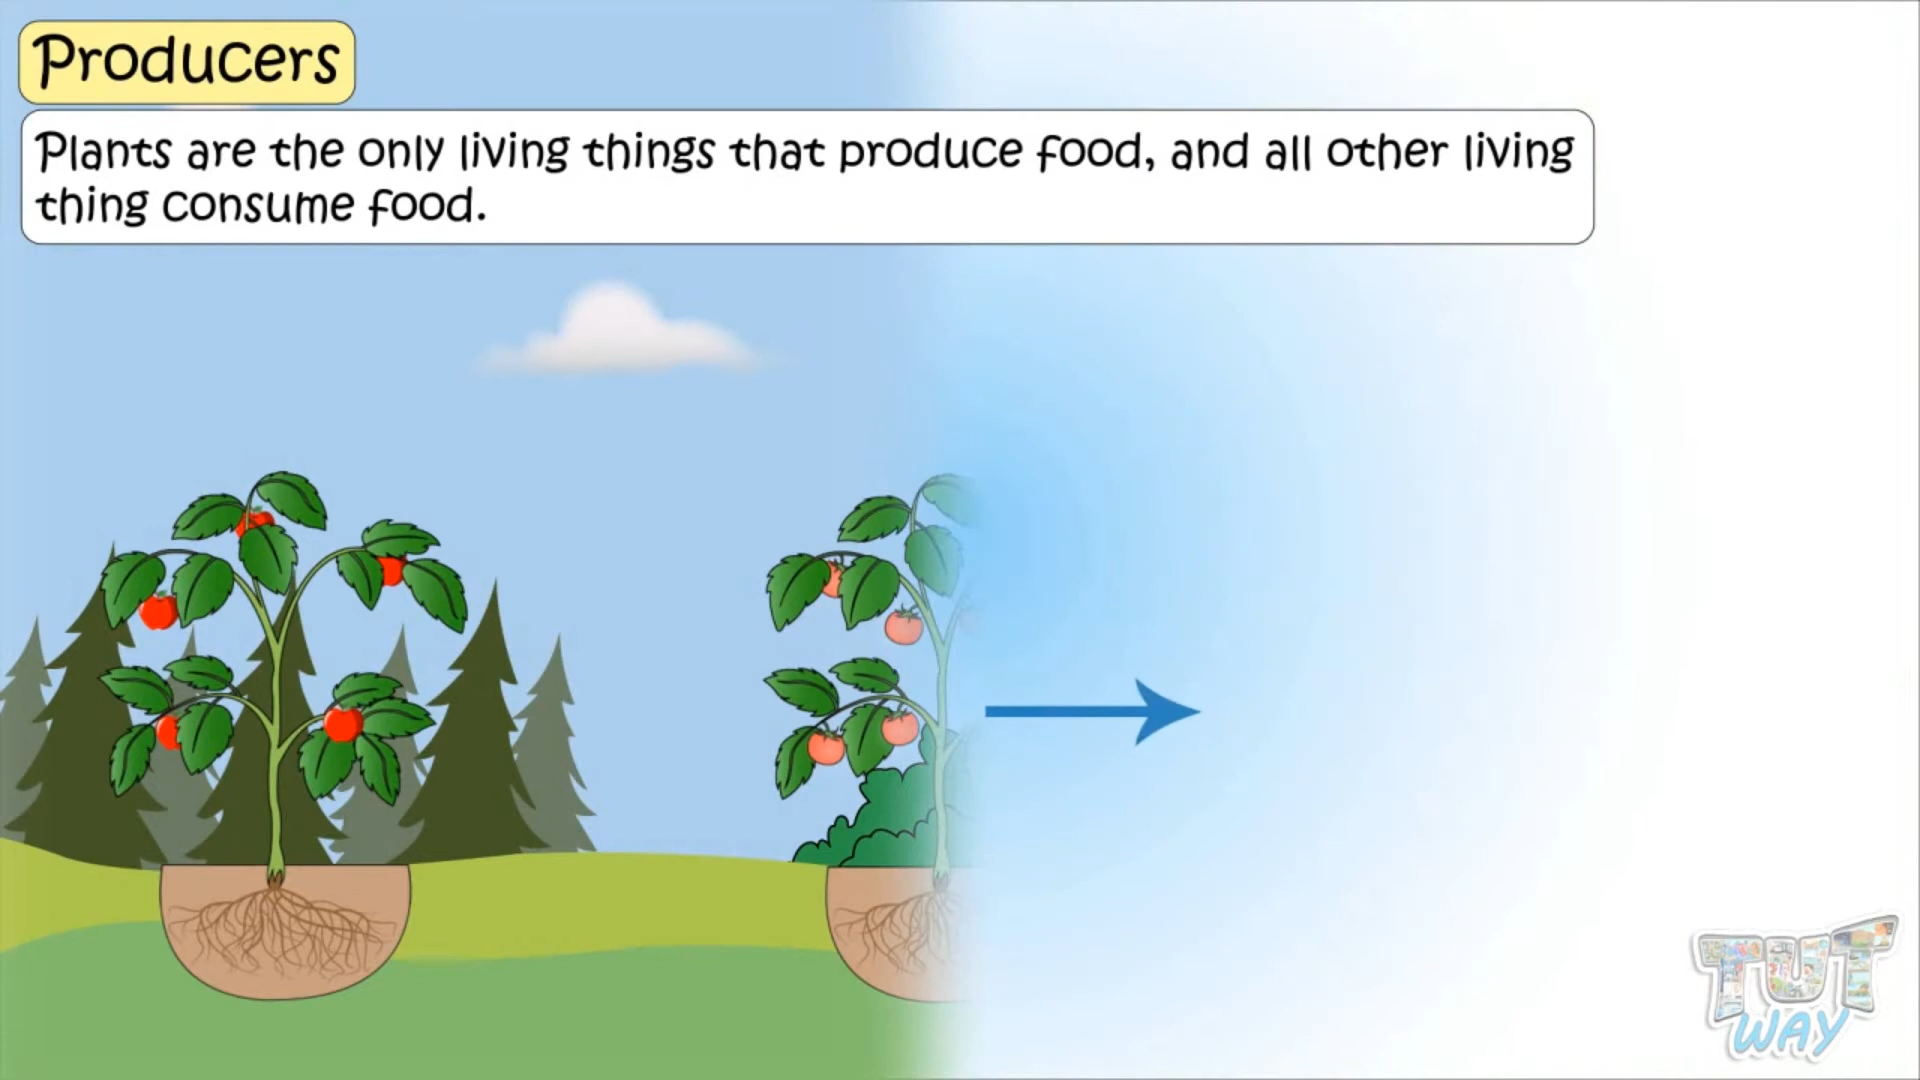 Producers
Plants are the only living things that produce food, and all other living
thing consume food.
TUT
WAY